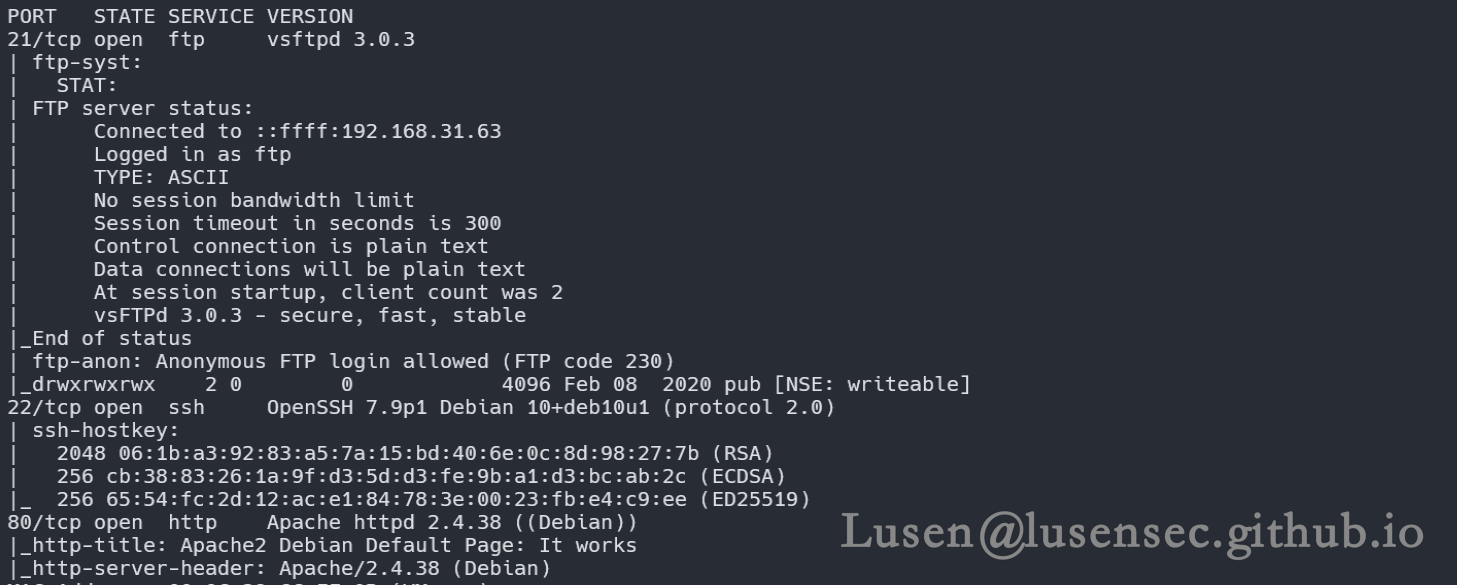 PORT   STATE SERVICE VERSION
21/tcp open  ftp     vsftpd 3.0.3
| ftp-syst:
|   STAT:
| FTP server status:
|      Connected to ::ffff:192.168.31.63
|      Logged in as ftp
|      TYPE: ASCII
|      No session bandwidth limit
|      Session timeout in seconds is 300
|      Control connection is plain text
|      Data connections will be plain text
|      At session startup, client count was 2
|      vsFTPd 3.0.3 - secure, fast, stable
|_End of status
| ftp-anon: Anonymous FTP login allowed (FTP code 230)
|_drwxrwxrwx    2 0        0            4096 Feb 08  2020 pub [NSE: writeable]
22/tcp open  ssh     OpenSSH 7.9p1 Debian 10+deb10u1 (protocol 2.0)
| ssh-hostkey:
|   2048 06:1b:a3:92:83:a5:7a:15:bd:40:6e:0c:8d:98:27:7b (RSA)
|   256 cb:38:83:26:1a:9f:d3:5d:d3:fe:9b:a1:d3:bc:ab:2c (ECDSA)
|_  256 65:54:fc:2d:12:ac:e1:84:78:3e:00:23:fb:e4:c9:ee (ED25519)
80/tcp open  http    Apache httpd 2.4.38 ((Debian))
|_http-title: Apache2 Debian Default Page: It works
|_http-server-header: Apache/2.4.38 (Debian)
Lusen@lusensec.github.io